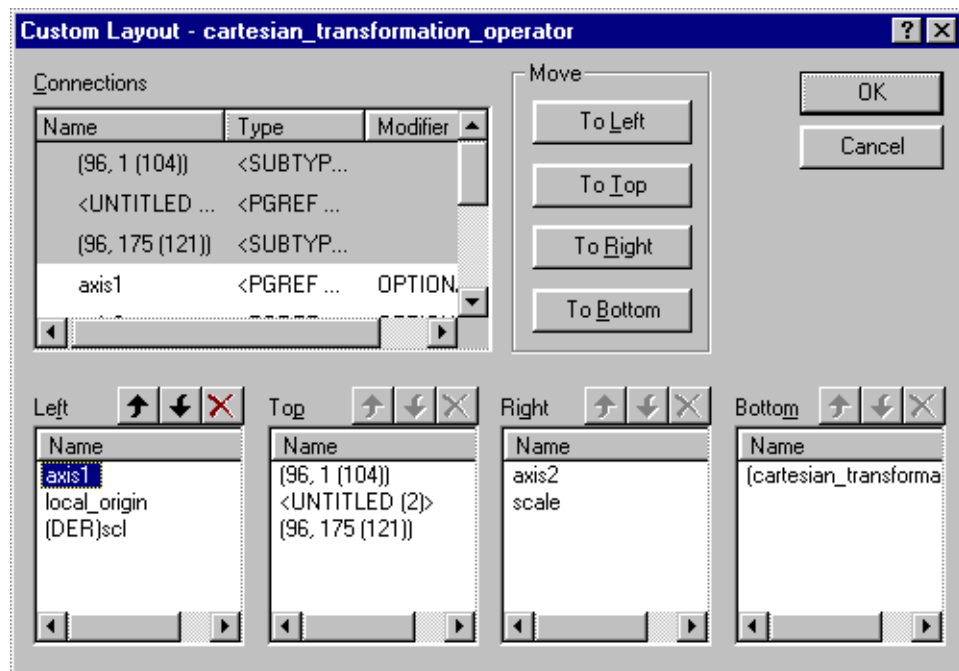 Custom Layout - cartesian_transformation_operator
Connections
Name Type Modifier
(96, 1 (104)) <SUBTYP...
<UNTITLED ... <PGREF ...
(96, 175 (121)) <SUBTYP...
axis1 <PGREF ... OPTION
Move
To Left
To Top
To Right
To Bottom
OK
Cancel
Left
Name
axis1
local_origin
(DER)scl
Top
Name
(96, 1 (104))
<UNTITLED (2)>
(96, 175 (121))
Right
Name
axis2
scale
Bottom
Name
(cartesian_transforma